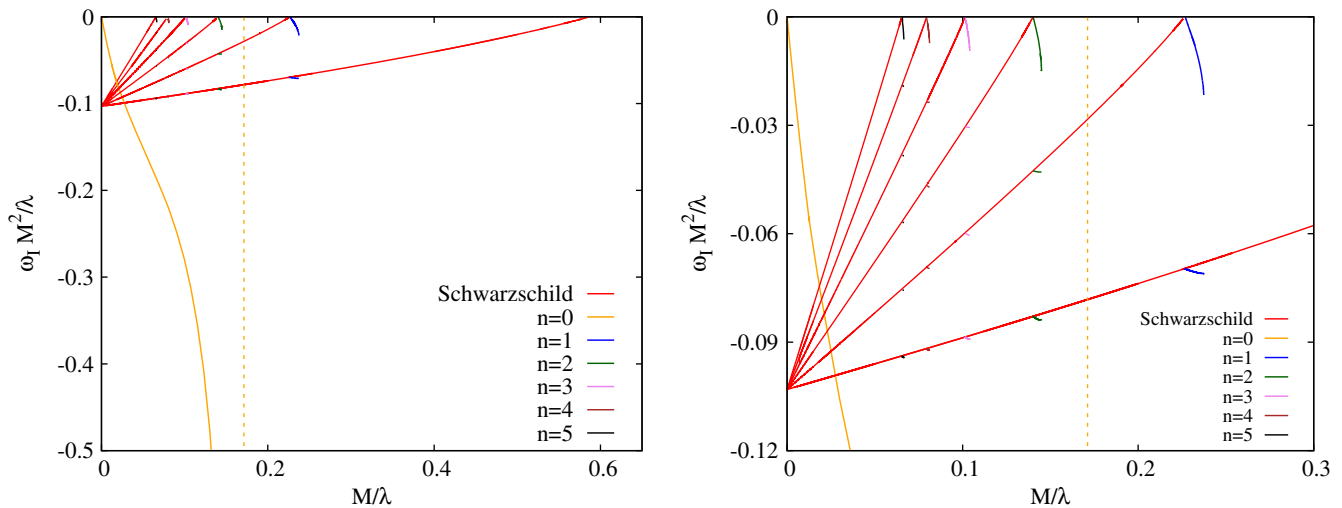 0
-0.1
-0.2
-0.3
-0.4
-0.5
0
0.2
0.4
0.6
ω_I M²/λ
M/λ
Schwarzschild
n=0
n=1
n=2
n=3
n=4
n=5
0
-0.03
-0.06
-0.09
-0.12
0
0.1
0.2
0.3
ω_I M²/λ
M/λ
Schwarzschild
n=0
n=1
n=2
n=3
n=4
n=5